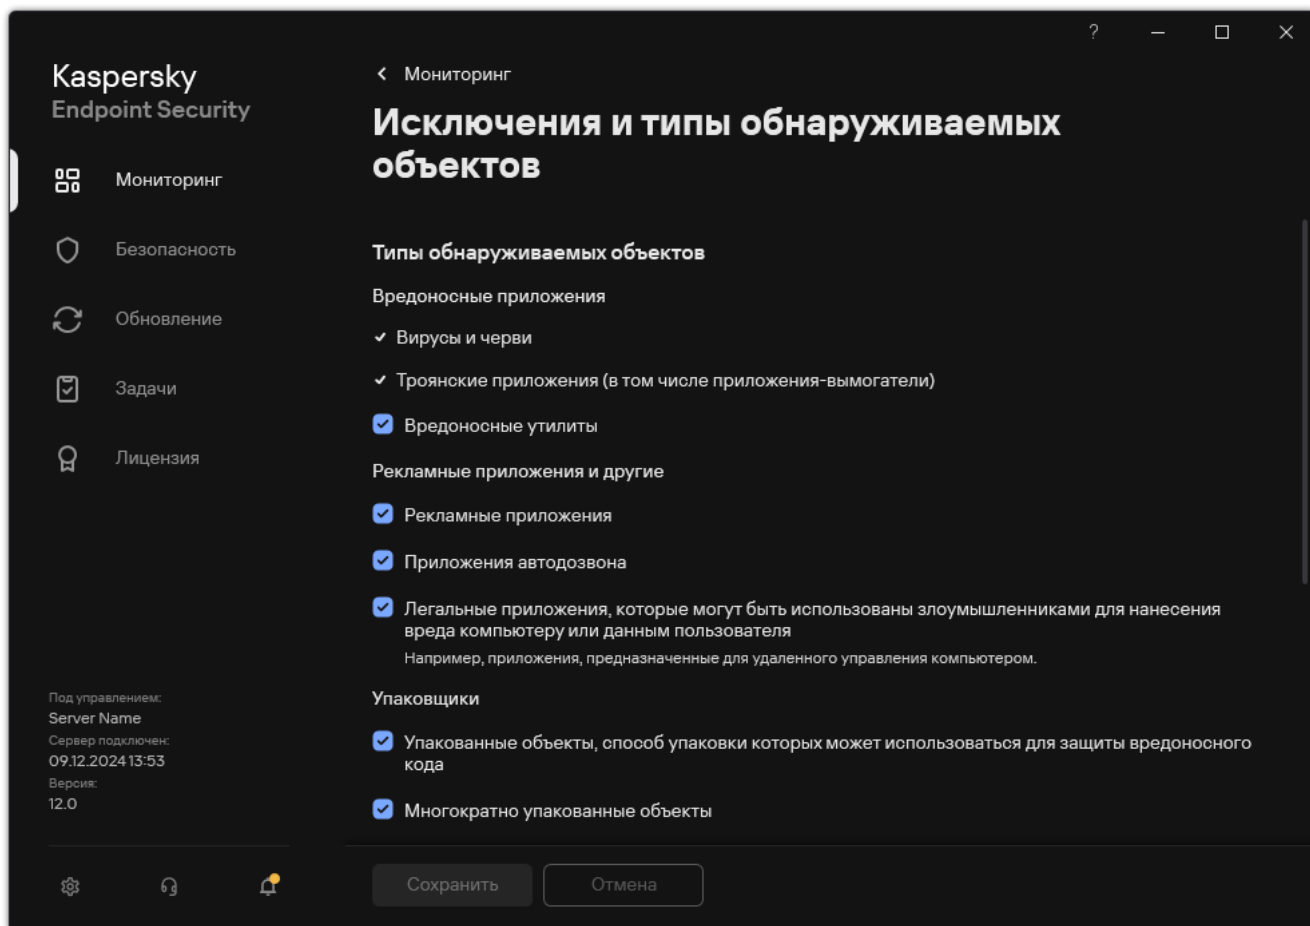 ?
Kaspersky
Endpoint Security
Мониторинг
Безопасность
Обновление
Задачи
Лицензия
Под управлением:
Server Name
Сервер подключен:
09.12.2024 13:53
Версия:
12.0
Мониторинг
Исключения и типы обнаруживаемых
объектов
Типы обнаруживаемых объектов
Вредоносные приложения
Вирусы и черви
Троянские приложения (в том числе приложения-вымогатели)
Вредоносные утилиты
Рекламные приложения и другие
Рекламные приложения
Приложения автодозвона
Легальные приложения, которые могут быть использованы злоумышленниками для нанесения
вреда компьютеру или данным пользователя
Например, приложения, предназначенные для удаленного управления компьютером.
Упаковщики
Упакованные объекты, способ упаковки которых может использоваться для защиты вредоносного
кода
Многократно упакованные объекты
Сохранить
Отмена